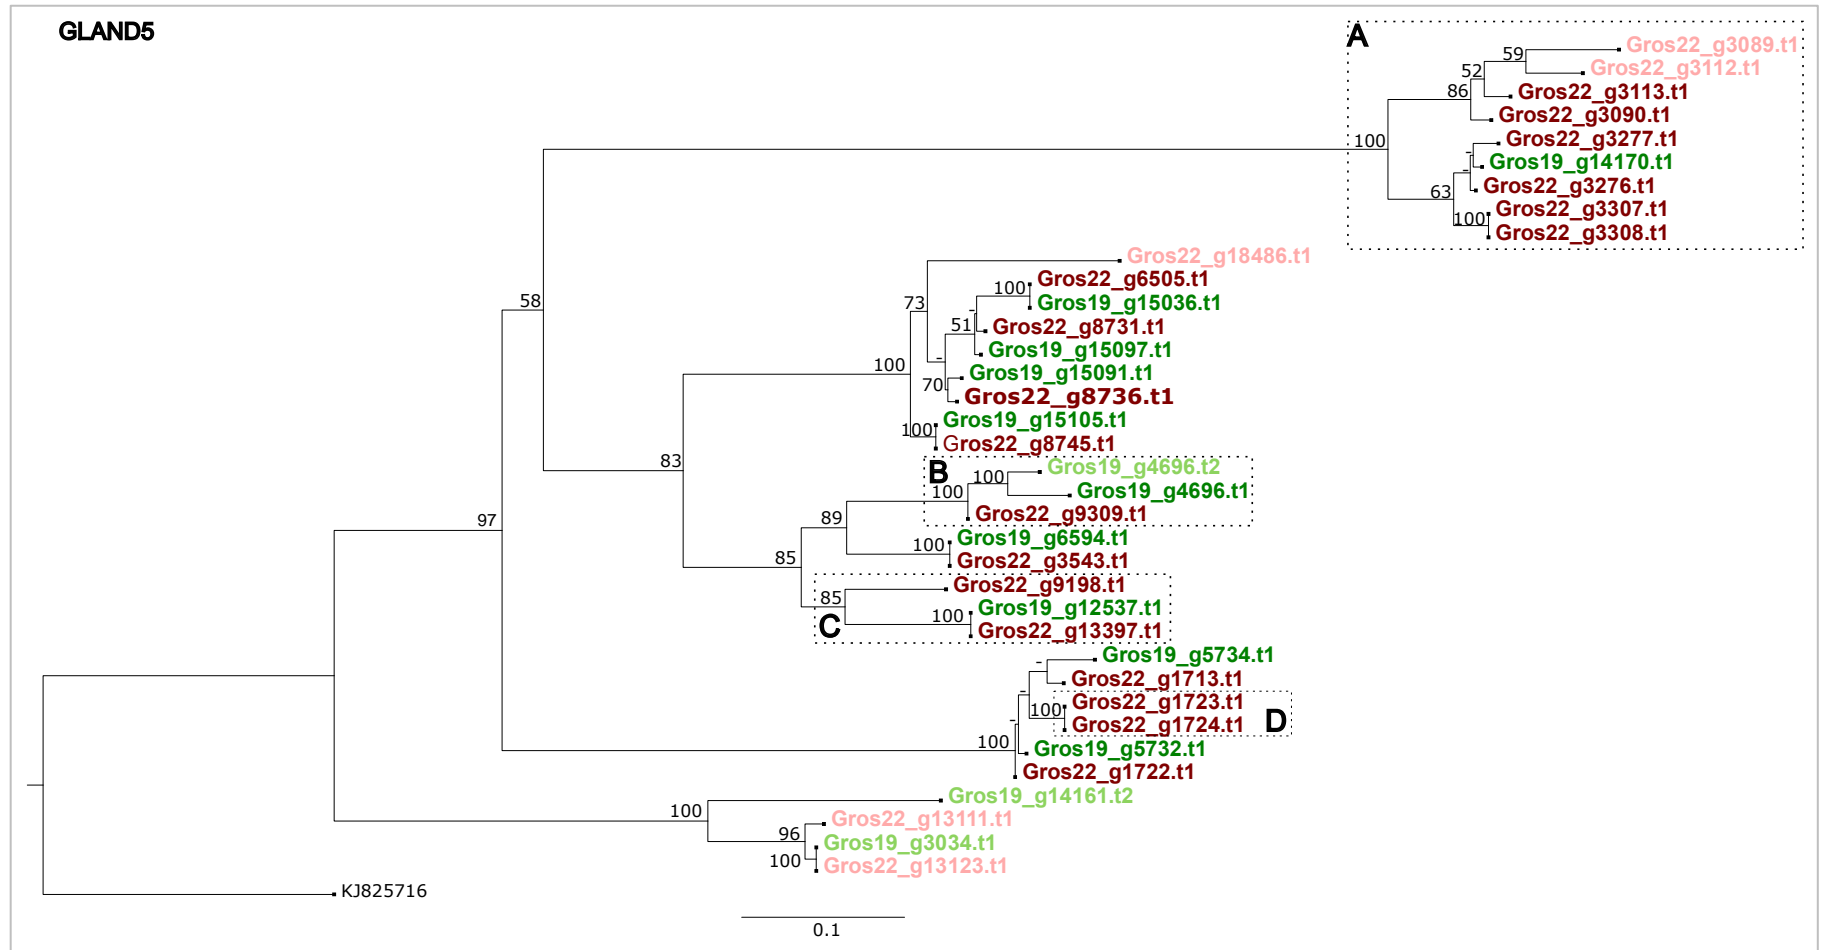 GLAND5
A
59
Gros22_g3089.t1
52
Gros22_g3112.t1
86
Gros22_g3113.t1
Gros22_g3090.t1
100
-
Gros22_g3277.t1
-
Gros19_g14170.t1
63
Gros22_g3276.t1
100
Gros22_g3307.t1
Gros22_g3308.t1
58
73
Gros22_g18486.t1
100
Gros22_g6505.t1
-
Gros19_g15036.t1
51
Gros22_g8731.t1
-
Gros19_g15097.t1
100
70
Gros19_g15091.t1
Gros22_g8736.t1
100
Gros19_g15105.t1
Gros22_g8745.t1
83
B
100
100
Gros19_g4696.t2
Gros19_g4696.t1
Gros22_g9309.t1
97
89
100
Gros19_g6594.t1
Gros22_g3543.t1
85
85
C
Gros22_g9198.t1
100
Gros19_g12537.t1
Gros22_g13397.t1
-
Gros19_g5734.t1
-
Gros22_g1713.t1
100
Gros22_g1723.t1
-
Gros22_g1724.t1
D
100
Gros19_g5732.t1
Gros22_g1722.t1
100
Gros19_g14161.t2
96
Gros22_g13111.t1
100
Gros19_g3034.t1
Gros22_g13123.t1
KJ825716
0.1